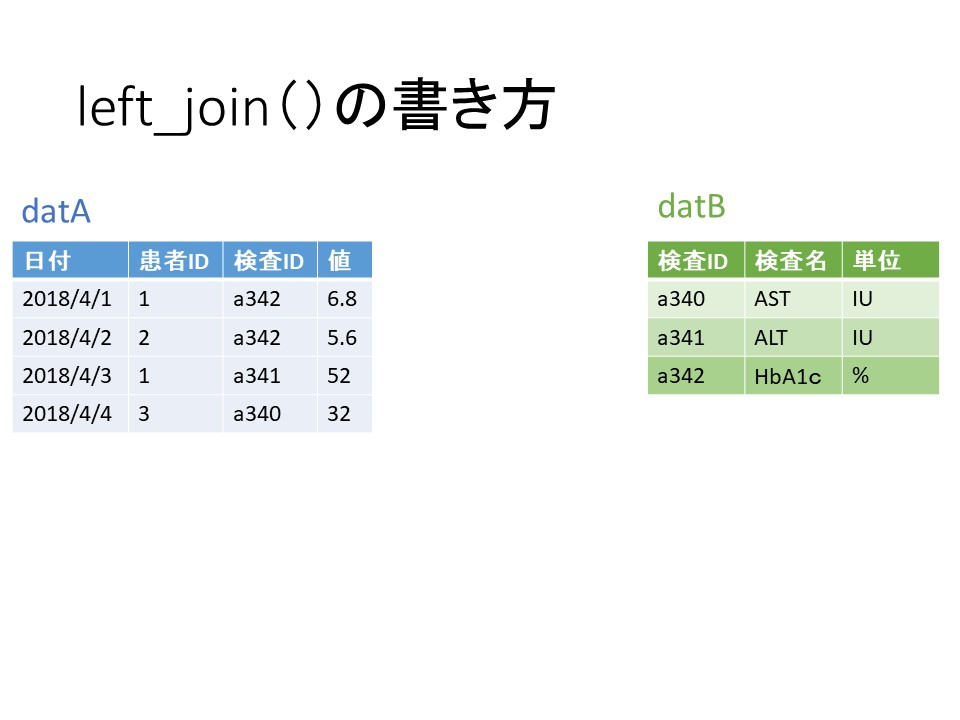 left_join（）の書き方
datA
日付 患者ID 検査ID 値
2018/4/1 1 a342 6.8
2018/4/2 2 a342 5.6
2018/4/3 1 a341 52
2018/4/4 3 a340 32
datB
検査ID 検査名 単位
a340 AST IU
a341 ALT IU
a342 HbA1c %